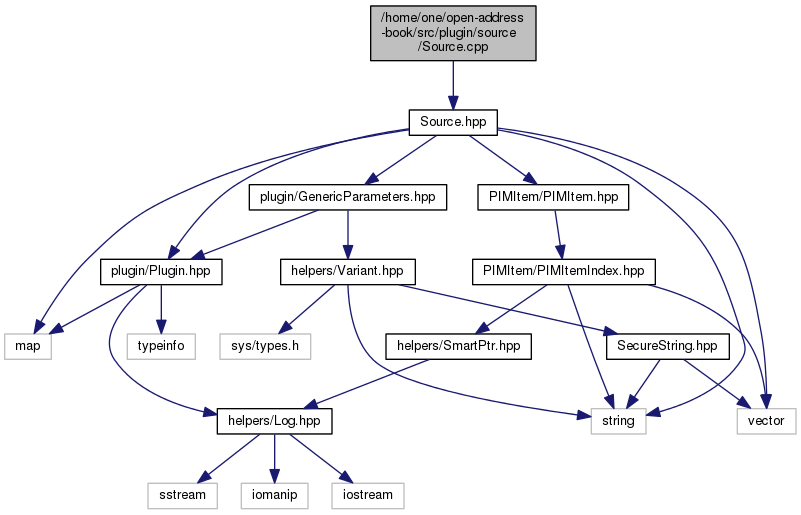 /home/one/open-address
-book/src/plugin/source
/Source.cpp
Source.hpp
plugin/GenericParameters.hpp
PIMItem/PIMItem.hpp
plugin/Plugin.hpp
helpers/Variant.hpp
PIMItem/PIMItemIndex.hpp
map
typeinfo
sys/types.h
helpers/SmartPtr.hpp
SecureString.hpp
helpers/Log.hpp
string
vector
sstream
iomanip
iostream